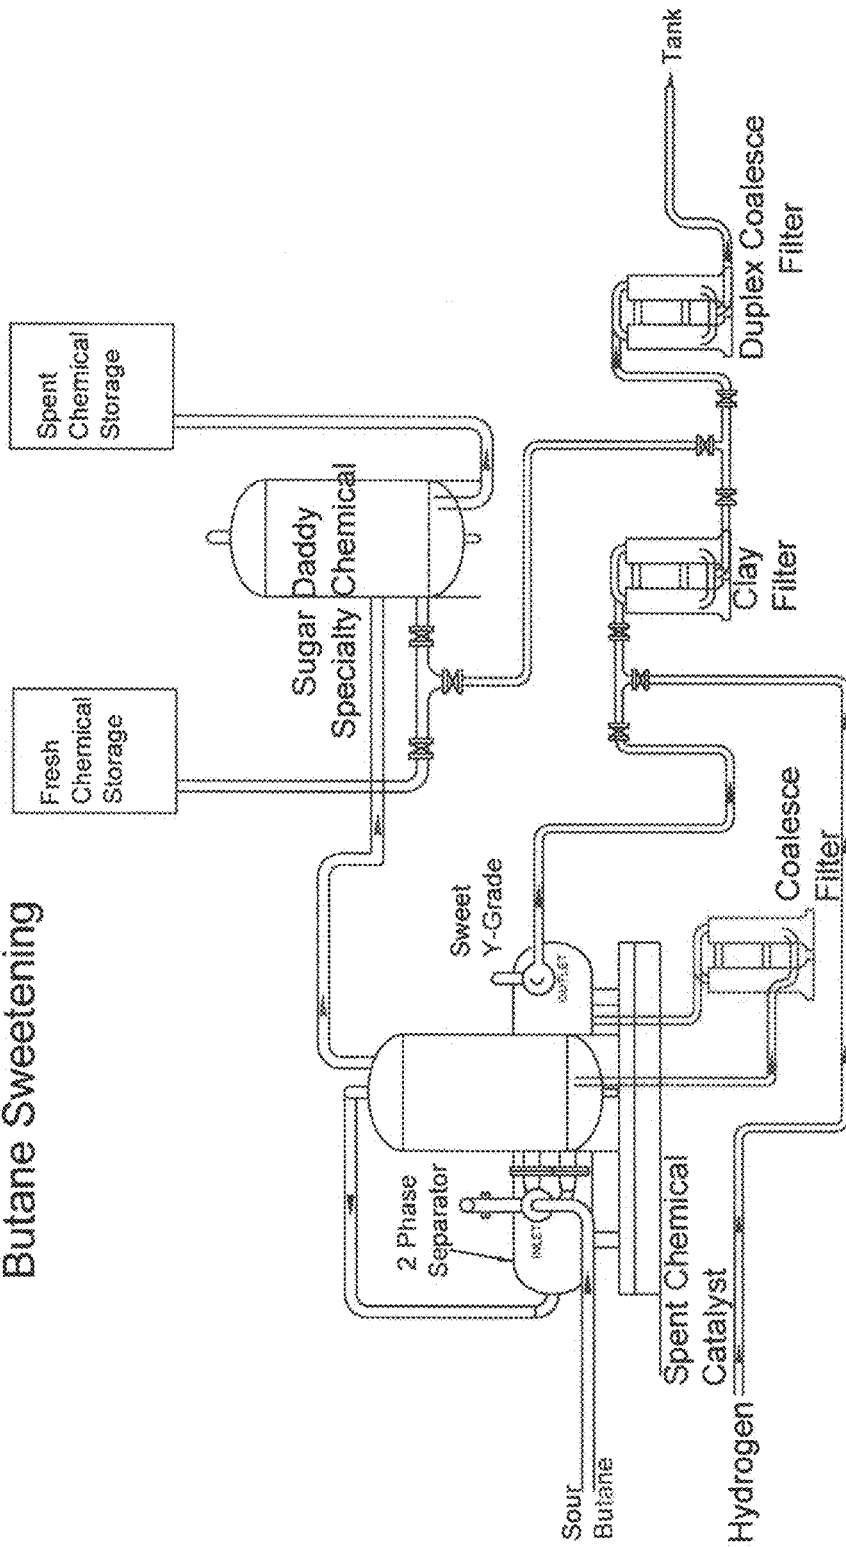 Butane Sweetening
Fresh
Chemical
Storage
Spent
Chemical
Storage
Sugar Daddy
Specialty Chemical
2 Phase
Separator
Sweet
Y-Grade
INLET
Sour
Butane
Spent Chemical
Catalyst
Hydrogen
Coalesce
Filter
Clay
Filter
Duplex Coalesce
Filter
Tank